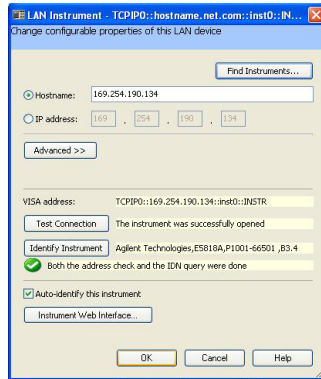 LAN Instrument - TCPIP0::hostname.net.com::inst0::IN...
Change configurable properties of this LAN device
Find Instruments...
Hostname: 169.254.190.134
IP address: 169 . 254 . 190 . 134
Advanced >>
VISA address: TCPIP0::169.254.190.134::inst0::INSTR
Test Connection The instrument was successfully opened
Identify Instrument Agilent Technologies,E5818A,P1001-66501 ,B3.4
Both the address check and the IDN query were done
Auto-identify this instrument
Instrument Web Interface...
OK Cancel Help